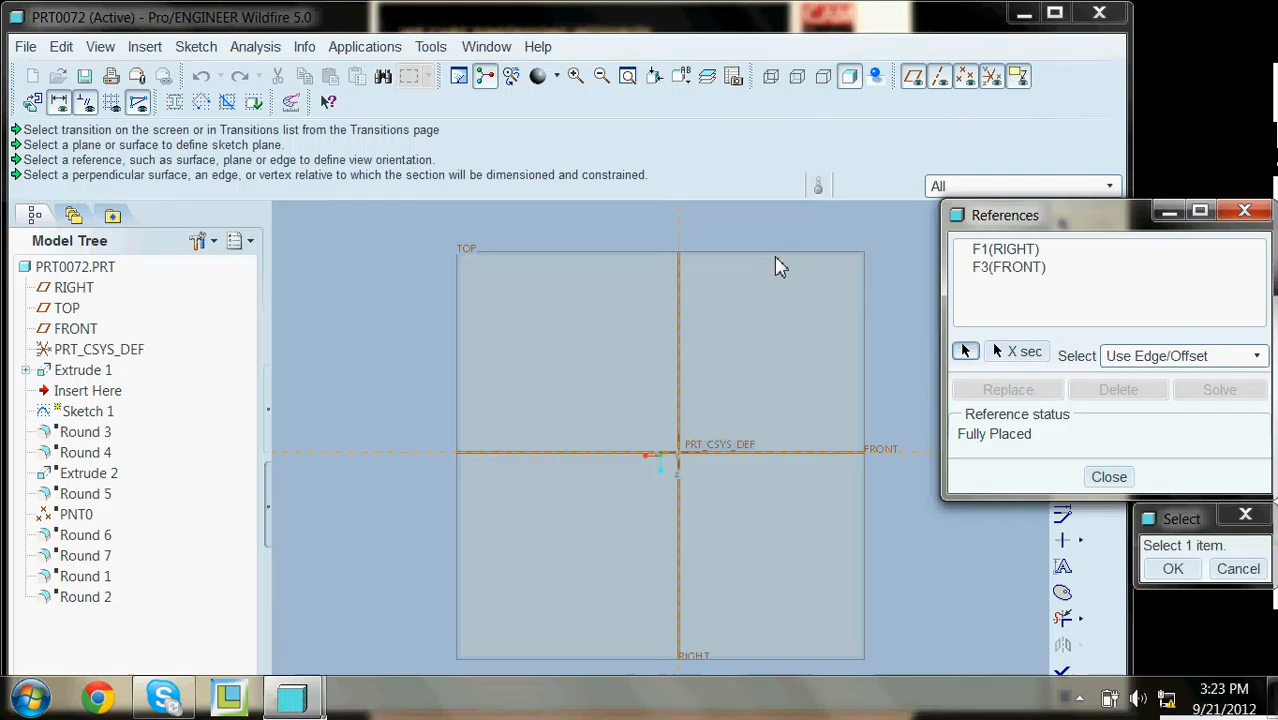 PRT0072 (Active) - Pro/ENGINEER Wildfire 5.0
File Edit View Insert Sketch Analysis Info Applications Tools Window Help
Select transition on the screen or in Transitions list from the Transitions page
Select a plane or surface to define sketch plane.
Select a reference, such as surface, plane or edge to define view orientation.
Select a perpendicular surface, an edge, or vertex relative to which the section will be dimensioned and constrained.
All
Model Tree
PRT0072.PRT
RIGHT
TOP
FRONT
PRT_CSYS_DEF
Extrude 1
Insert Here
Sketch 1
Round 3
Round 4
Extrude 2
Round 5
PNT0
Round 6
Round 7
Round 1
Round 2
TOP
PRT_CSYS_DEF
FRONT
RIGHT
References
F1(RIGHT)
F3(FRONT)
X sec
Select Use Edge/Offset
Replace Delete Solve
Reference status
Fully Placed
Close
Select
Select 1 item.
OK Cancel
3:23 PM
9/21/2012